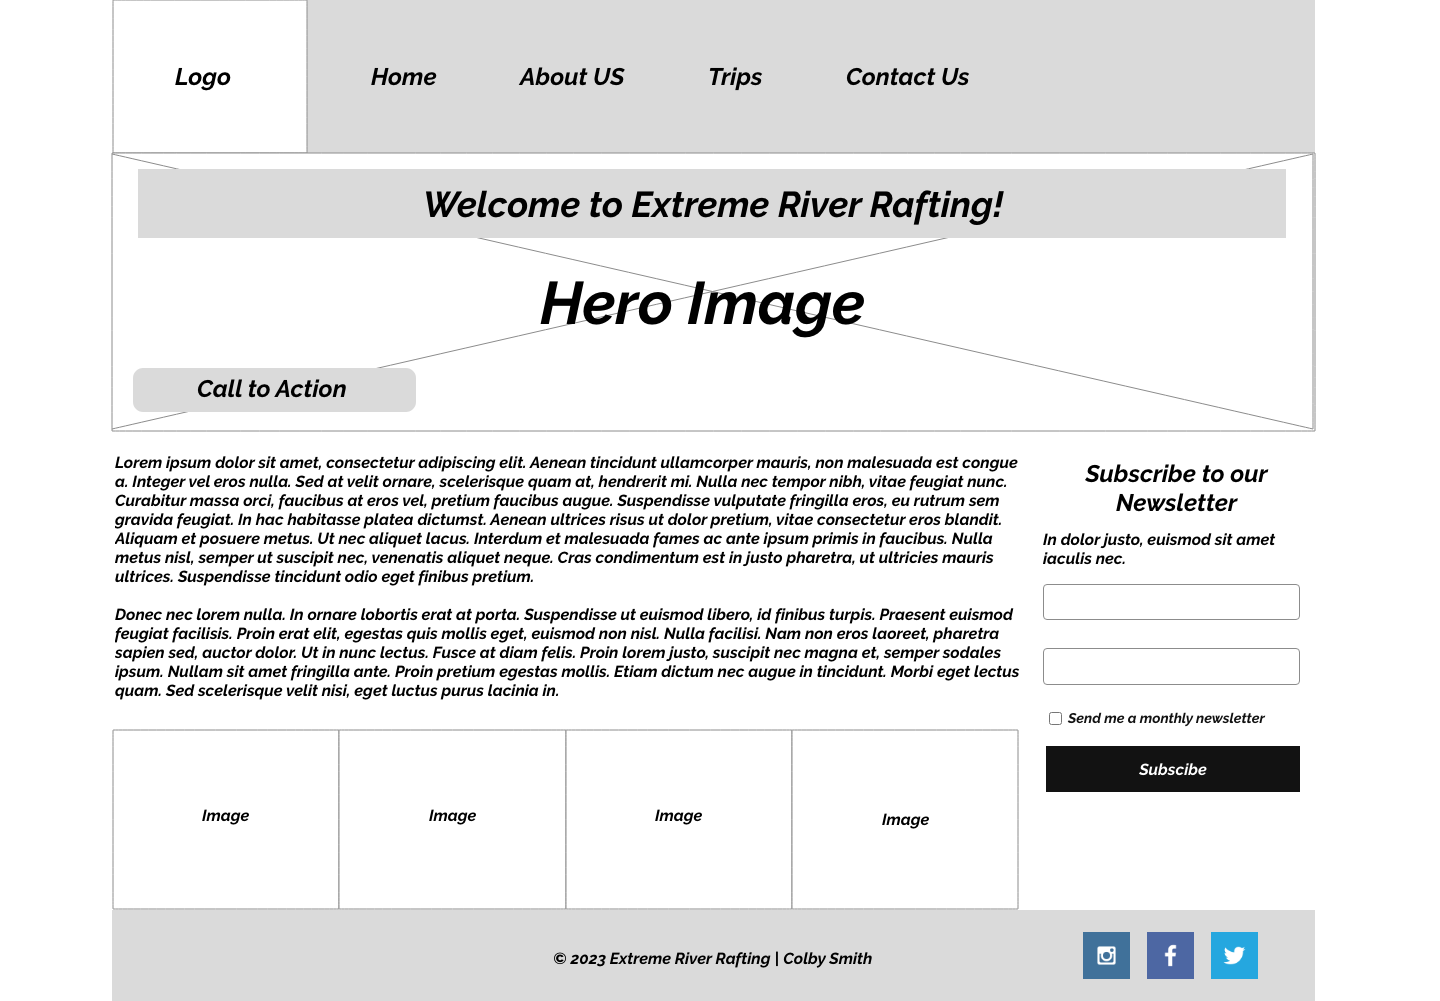 Logo
Home
About US
Trips
Contact Us
Welcome to Extreme River Rafting!
Hero Image
Call to Action
Lorem ipsum dolor sit amet, consectetur adipiscing elit. Aenean tincidunt ullamcorper mauris, non malesuada est congue
a. Integer vel eros nulla. Sed at velit ornare, scelerisque quam at, hendrerit mi. Nulla nec tempor nibh, vitae feugiat nunc.
Curabitur massa orci, faucibus at eros vel, pretium faucibus augue. Suspendisse vulputate fringilla eros, eu rutrum sem
gravida feugiat. In hac habitasse platea dictumst. Aenean ultrices risus ut dolor pretium, vitae consectetur eros blandit.
Aliquam et posuere metus. Ut nec aliquet lacus. Interdum et malesuada fames ac ante ipsum primis in faucibus. Nulla
metus nisl, semper ut suscipit nec, venenatis aliquet neque. Cras condimentum est in justo pharetra, ut ultricies mauris
ultrices. Suspendisse tincidunt odio eget finibus pretium.
Donec nec lorem nulla. In ornare lobortis erat at porta. Suspendisse ut euismod libero, id finibus turpis. Praesent euismod
feugiat facilisis. Proin erat elit, egestas quis mollis eget, euismod non nisl. Nulla facilisi. Nam non eros laoreet, pharetra
sapien sed, auctor dolor. Ut in nunc lectus. Fusce at diam felis. Proin lorem justo, suscipit nec magna et, semper sodales
ipsum. Nullam sit amet fringilla ante. Proin pretium egestas mollis. Etiam dictum nec augue in tincidunt. Morbi eget lectus
quam. Sed scelerisque velit nisi, eget luctus purus lacinia in.
Subscribe to our
Newsletter
In dolor justo, euismod sit amet
iaculis nec.
Send me a monthly newsletter
Subscibe
Image
Image
Image
Image
© 2023 Extreme River Rafting | Colby Smith